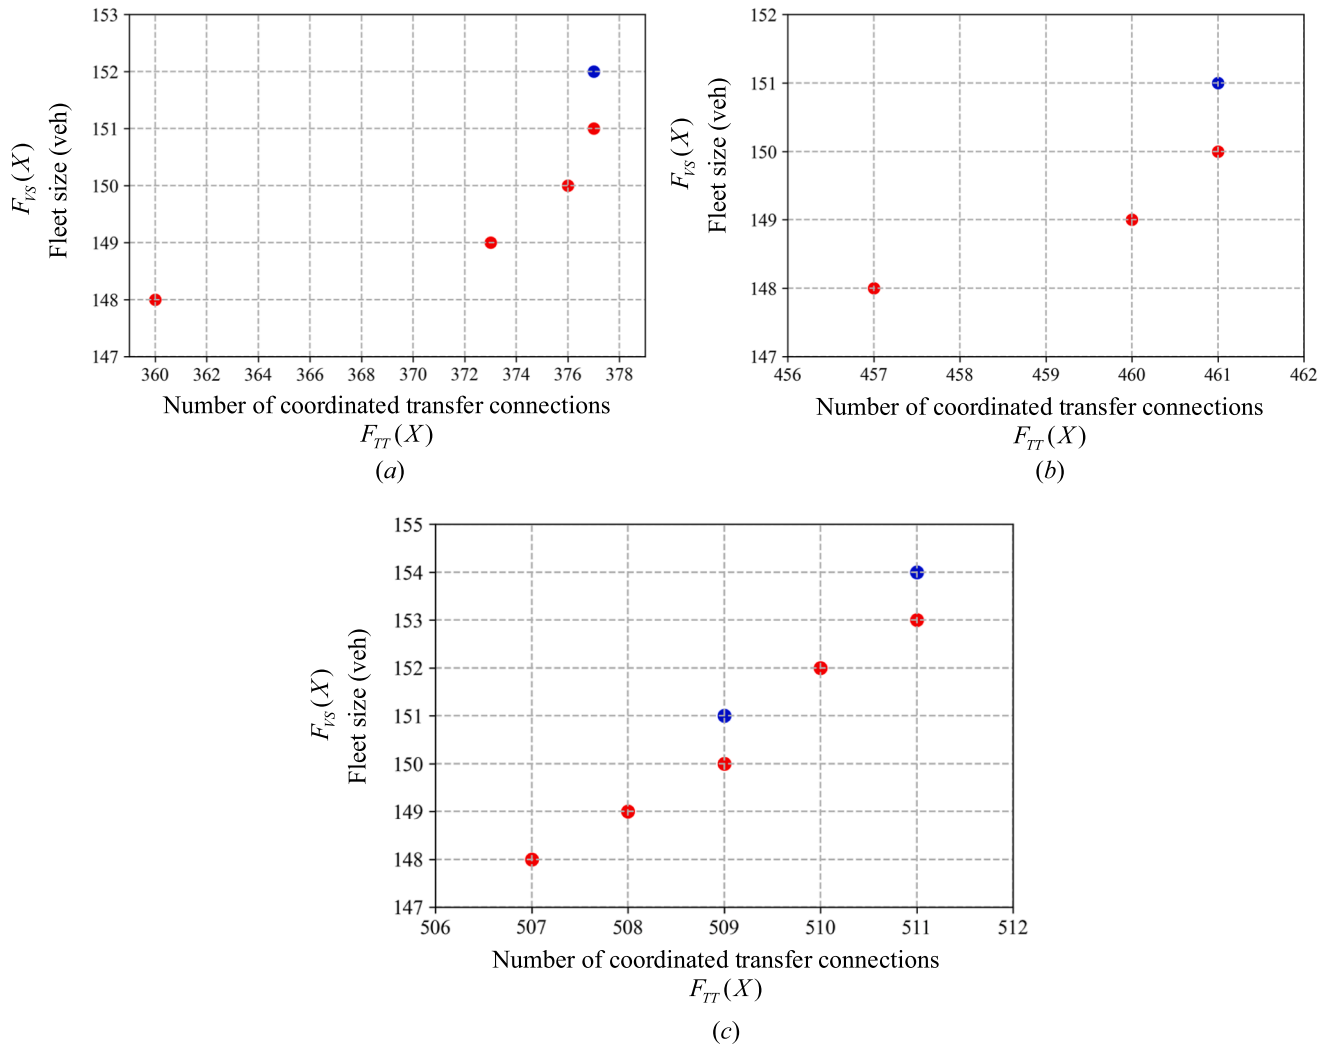 153
152
151
150
149
148
147
360 362 364 366 368 370 372 374 376 378
F_VS(X)
Fleet size (veh)
Number of coordinated transfer connections
F_TT(X)
(a)
152
151
150
149
148
147
456 457 458 459 460 461 462
F_VS(X)
Fleet size (veh)
Number of coordinated transfer connections
F_TT(X)
(b)
155
154
153
152
151
150
149
148
147
506 507 508 509 510 511 512
F_VS(X)
Fleet size (veh)
Number of coordinated transfer connections
F_TT(X)
(c)